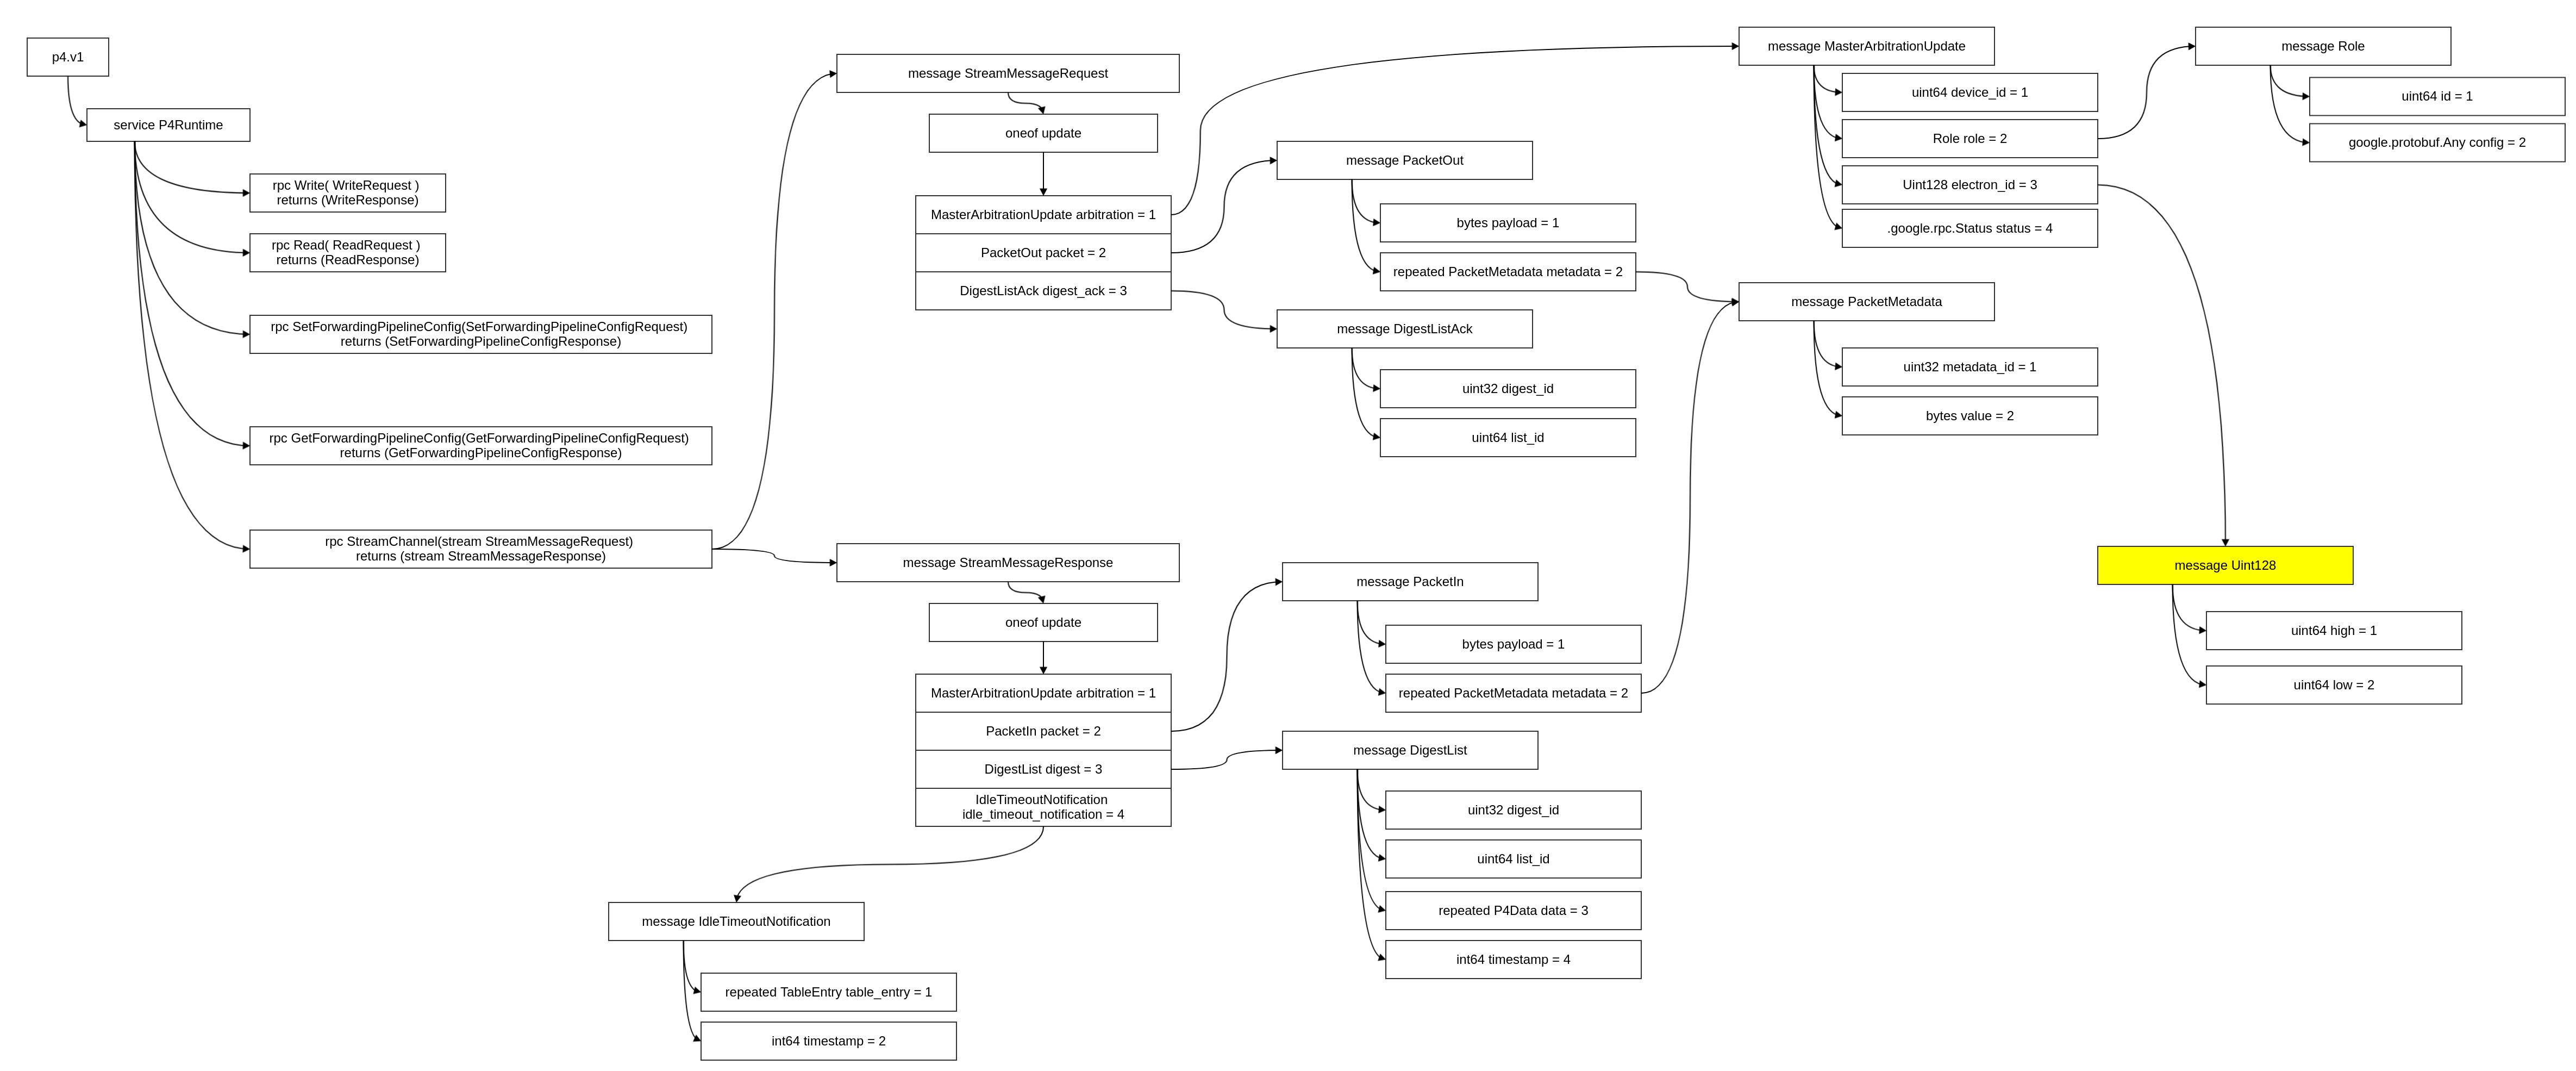 p4.v1
service P4Runtime
rpc Write( WriteRequest )
returns (WriteResponse)
rpc Read( ReadRequest )
returns (ReadResponse)
rpc SetForwardingPipelineConfig(SetForwardingPipelineConfigRequest)
returns (SetForwardingPipelineConfigResponse)
rpc GetForwardingPipelineConfig(GetForwardingPipelineConfigRequest)
returns (GetForwardingPipelineConfigResponse)
rpc StreamChannel(stream StreamMessageRequest)
returns (stream StreamMessageResponse)
message StreamMessageRequest
oneof update
MasterArbitrationUpdate arbitration = 1
PacketOut packet = 2
DigestListAck digest_ack = 3
message PacketOut
bytes payload = 1
repeated PacketMetadata metadata = 2
message DigestListAck
uint32 digest_id
uint64 list_id
message MasterArbitrationUpdate
uint64 device_id = 1
Role role = 2
Uint128 electron_id = 3
.google.rpc.Status status = 4
message Role
uint64 id = 1
google.protobuf.Any config = 2
message PacketMetadata
uint32 metadata_id = 1
bytes value = 2
message Uint128
uint64 high = 1
uint64 low = 2
message StreamMessageResponse
oneof update
MasterArbitrationUpdate arbitration = 1
PacketIn packet = 2
DigestList digest = 3
IdleTimeoutNotification
idle_timeout_notification = 4
message PacketIn
bytes payload = 1
repeated PacketMetadata metadata = 2
message DigestList
uint32 digest_id
uint64 list_id
repeated P4Data data = 3
int64 timestamp = 4
message IdleTimeoutNotification
repeated TableEntry table_entry = 1
int64 timestamp = 2